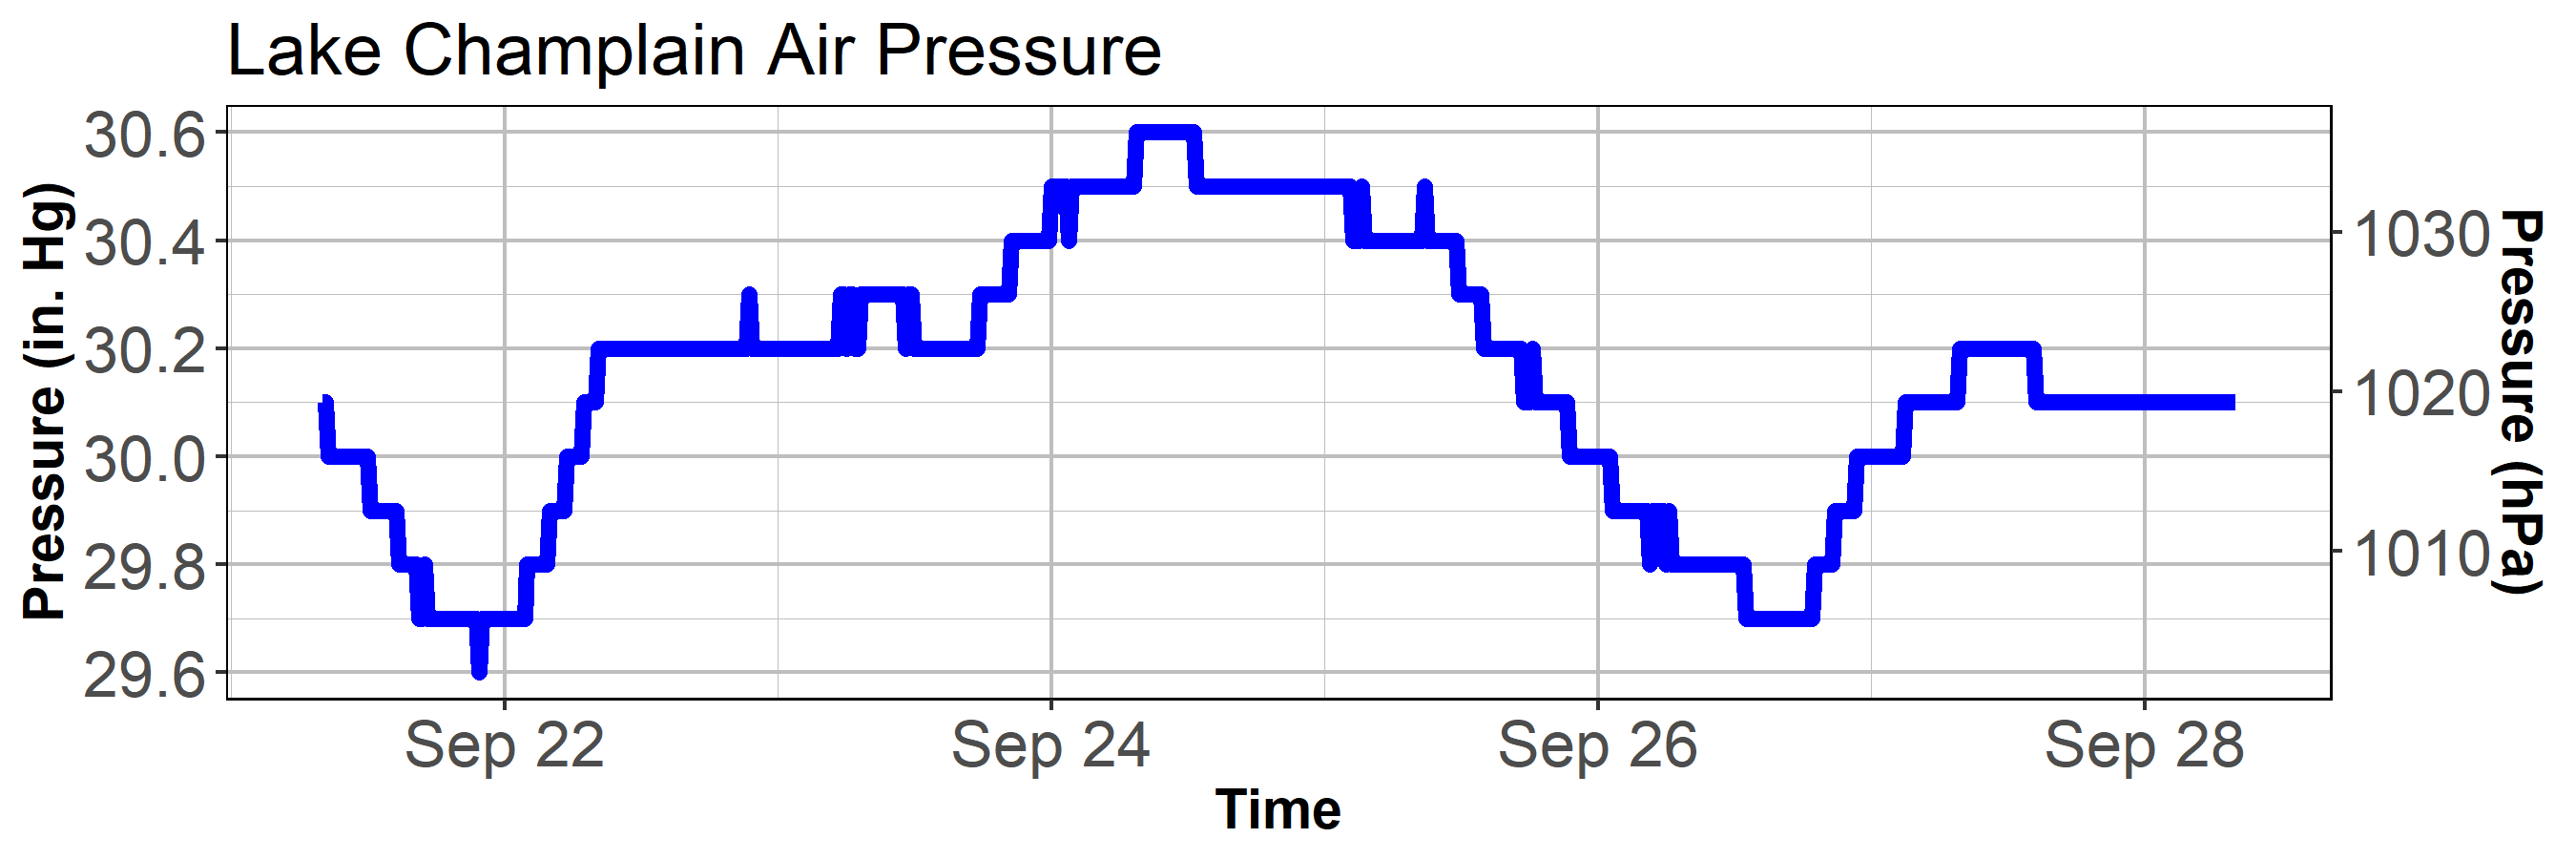 Lake Champlain Air Pressure
Pressure (in. Hg)
30.6
30.4
30.2
30.0
29.8
29.6
1030
1020
1010
Pressure (hPa)
Sep 22 Sep 24 Sep 26 Sep 28
Time